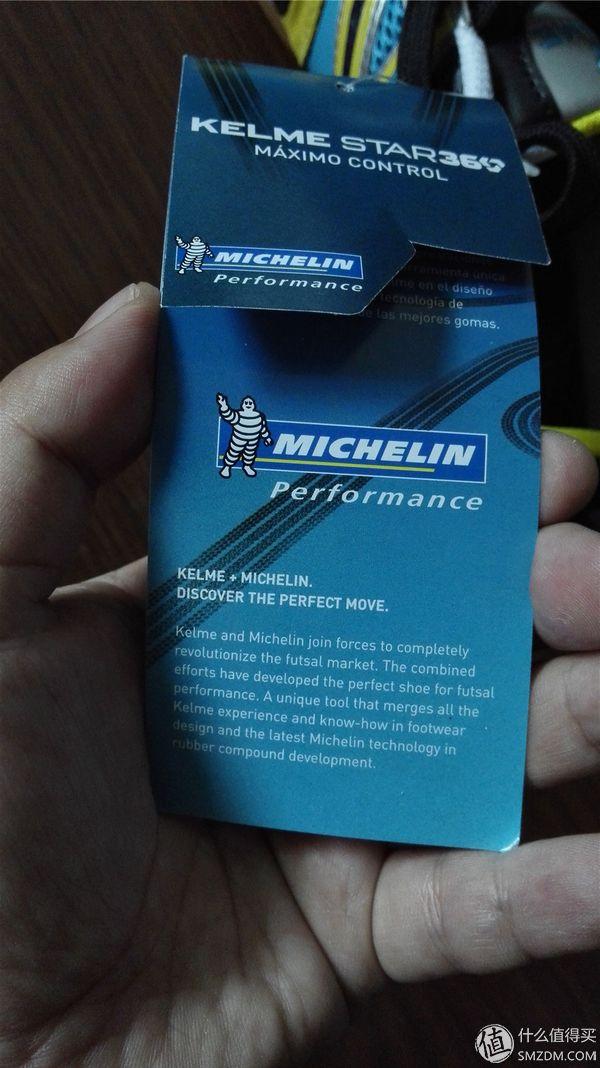 KELME STAR360
MÁXIMO CONTROL
MICHELIN
Performance
rramienta única
me en el diseño
tecnología de
e las mejores gomas.
MICHELIN
Performance
KELME + MICHELIN.
DISCOVER THE PERFECT MOVE.
Kelme and Michelin join forces to completely
revolutionize the futsal market. The combined
efforts have developed the perfect shoe for futsal
performance. A unique tool that merges all the
Kelme experience and know-how in footwear
design and the latest Michelin technology in
rubber compound development.
值 什么值得买
SMZDM.COM